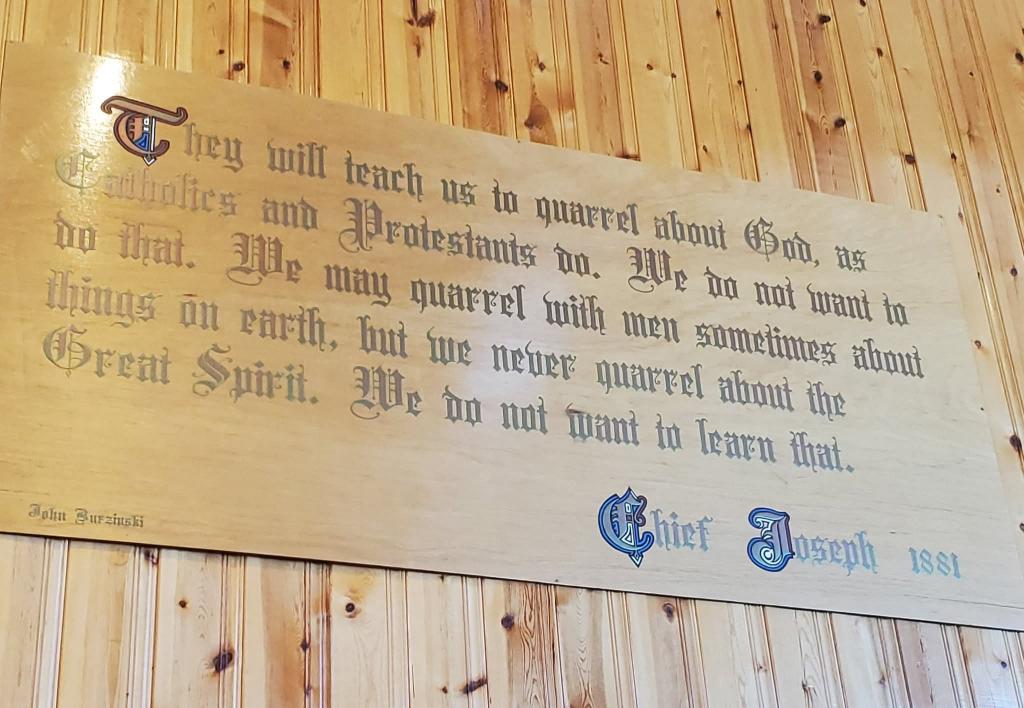 They will teach us to quarrel about God, as
Catholics and Protestants do. We do not want to
do that. We may quarrel with men sometimes about
things on earth, but we never quarrel about the
Great Spirit. We do not want to learn that.
Chief Joseph 1881
John Burzinski